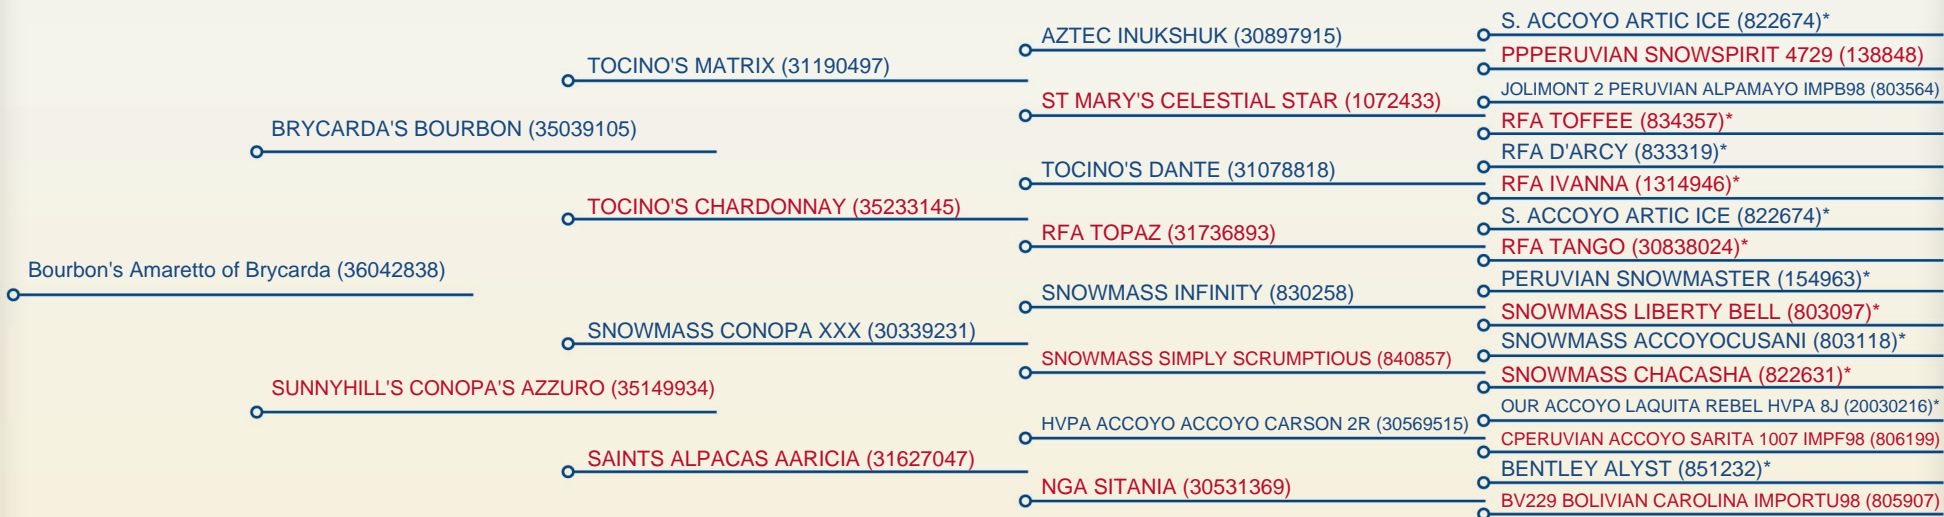 Bourbon's Amaretto of Brycarda (36042838)
BRYCARDA'S BOURBON (35039105)
SUNNYHILL'S CONOPA'S AZZURO (35149934)
TOCINO'S MATRIX (31190497)
TOCINO'S CHARDONNAY (35233145)
SNOWMASS CONOPA XXX (30339231)
SAINTS ALPACAS AARICIA (31627047)
AZTEC INUKSHUK (30897915)
ST MARY'S CELESTIAL STAR (1072433)
TOCINO'S DANTE (31078818)
RFA TOPAZ (31736893)
SNOWMASS INFINITY (830258)
SNOWMASS SIMPLY SCRUMPTIOUS (840857)
HVPA ACCOYO ACCOYO CARSON 2R (30569515)
NGA SITANIA (30531369)
S. ACCOYO ARTIC ICE (822674)*
PPPERUVIAN SNOWSPIRIT 4729 (138848)
JOLIMONT 2 PERUVIAN ALPAMAYO IMPB98 (803564)
RFA TOFFEE (834357)*
RFA D'ARCY (833319)*
RFA IVANNA (1314946)*
S. ACCOYO ARTIC ICE (822674)*
RFA TANGO (30838024)*
PERUVIAN SNOWMASTER (154963)*
SNOWMASS LIBERTY BELL (803097)*
SNOWMASS ACCOYOCUSANI (803118)*
SNOWMASS CHACASHA (822631)*
OUR ACCOYO LAQUITA REBEL HVPA 8J (20030216)*
CPERUVIAN ACCOYO SARITA 1007 IMPF98 (806199)
BENTLEY ALYST (851232)*
BV229 BOLIVIAN CAROLINA IMPORTU98 (805907)